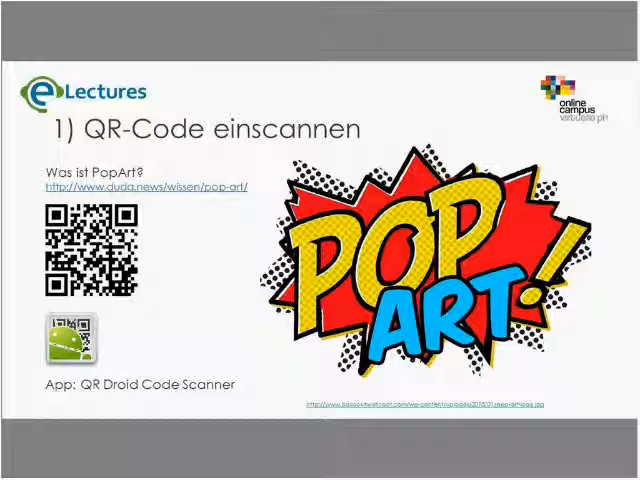 eLectures
online
campus
virtuelle ph
1) QR-Code einscannen
Was ist PopArt?
http://www.duda.news/wissen/pop-art/
POP
ART!
App: QR Droid Code Scanner